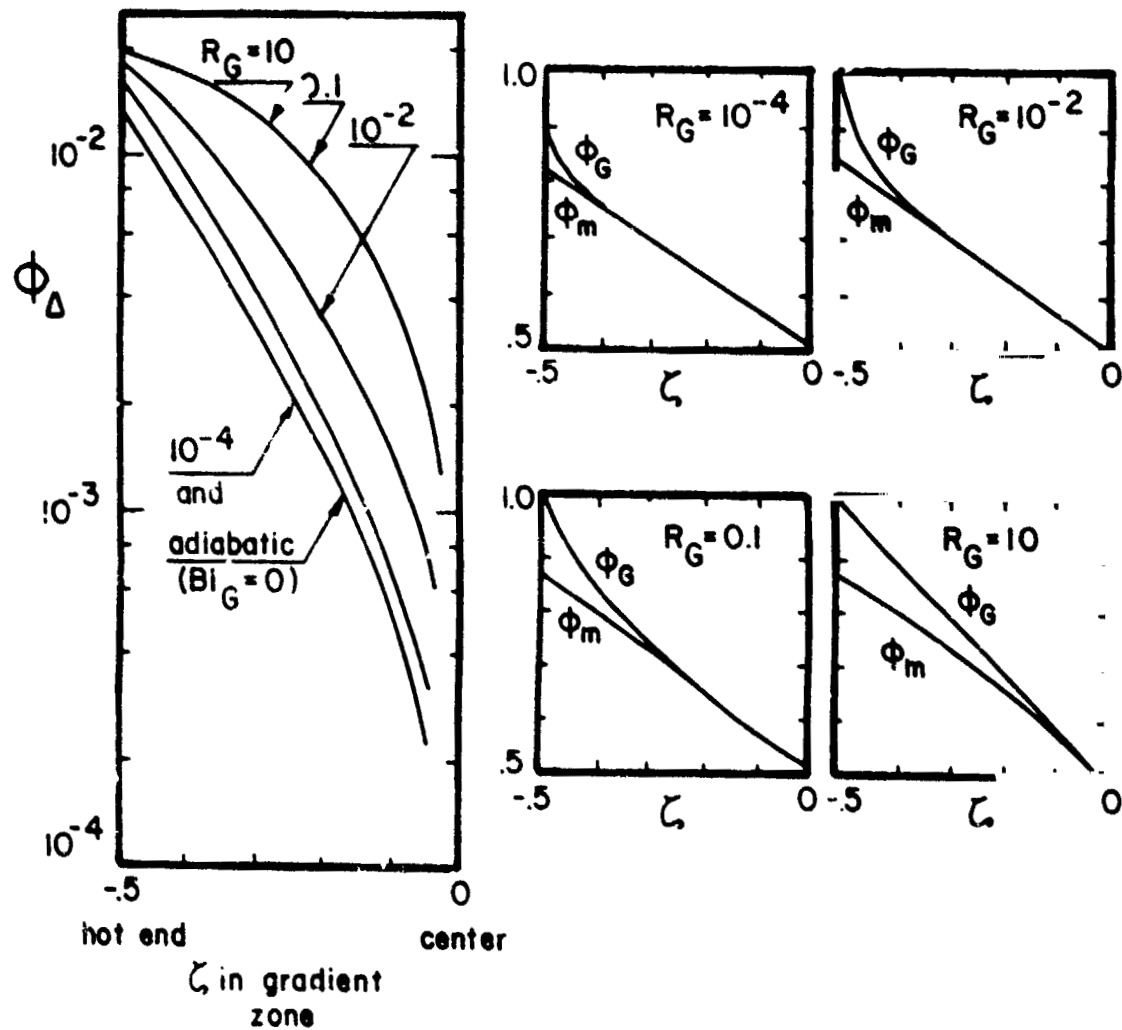 R_G=10
0.1
10^-2
10^-2
Φ_Δ
10^-4
and
10^-3
adiabatic
(Bi_G=0)
10^-4
-.5
0
hot end
center
ζ in gradient
zone
1.0
R_G=10^-4
Φ_G
Φ_m
.5
-.5
ζ
0
R_G=10^-2
Φ_G
Φ_m
-.5
ζ
0
1.0
R_G=0.1
Φ_G
Φ_m
.5
-.5
ζ
0
R_G=10
Φ_G
Φ_m
-.5
ζ
0